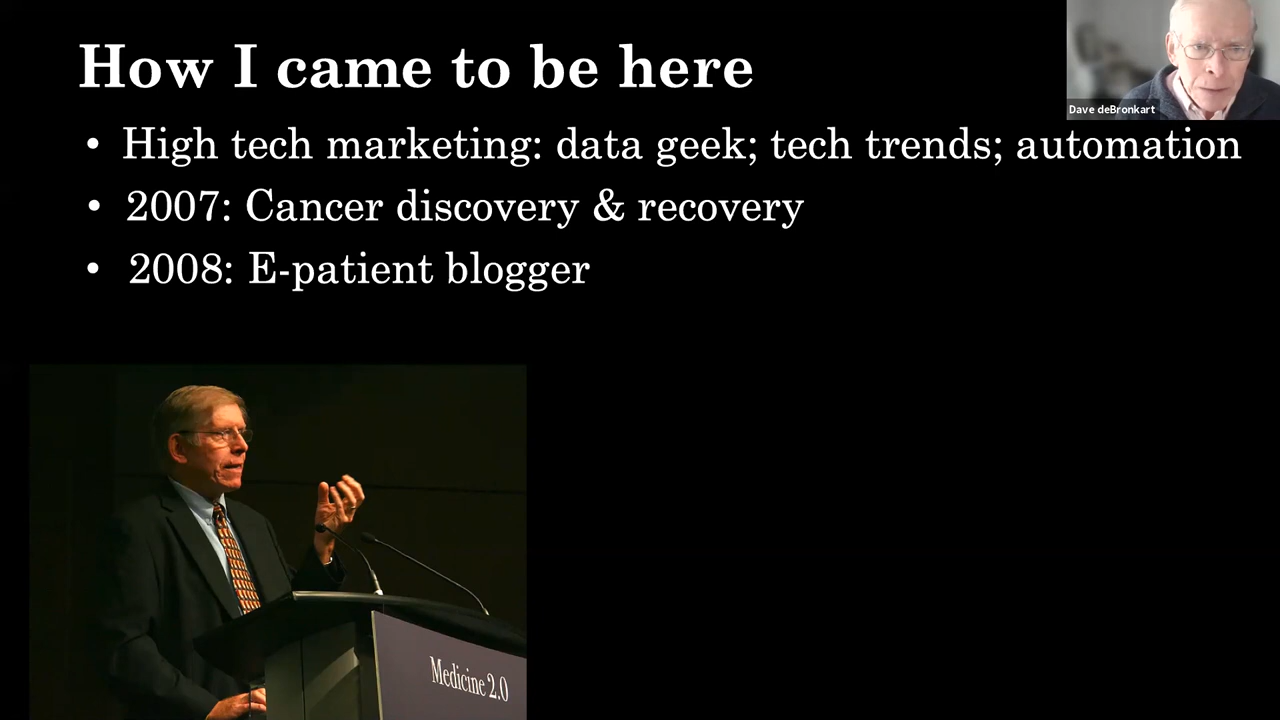 How I came to be here
Dave deBronkart
• High tech marketing: data geek; tech trends; automation
• 2007: Cancer discovery & recovery
• 2008: E-patient blogger
Medicine 2.0